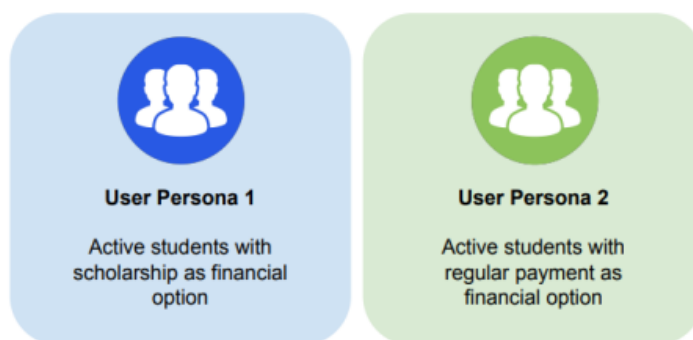 User Persona 1
Active students with
scholarship as financial
option
User Persona 2
Active students with
regular payment as
financial option